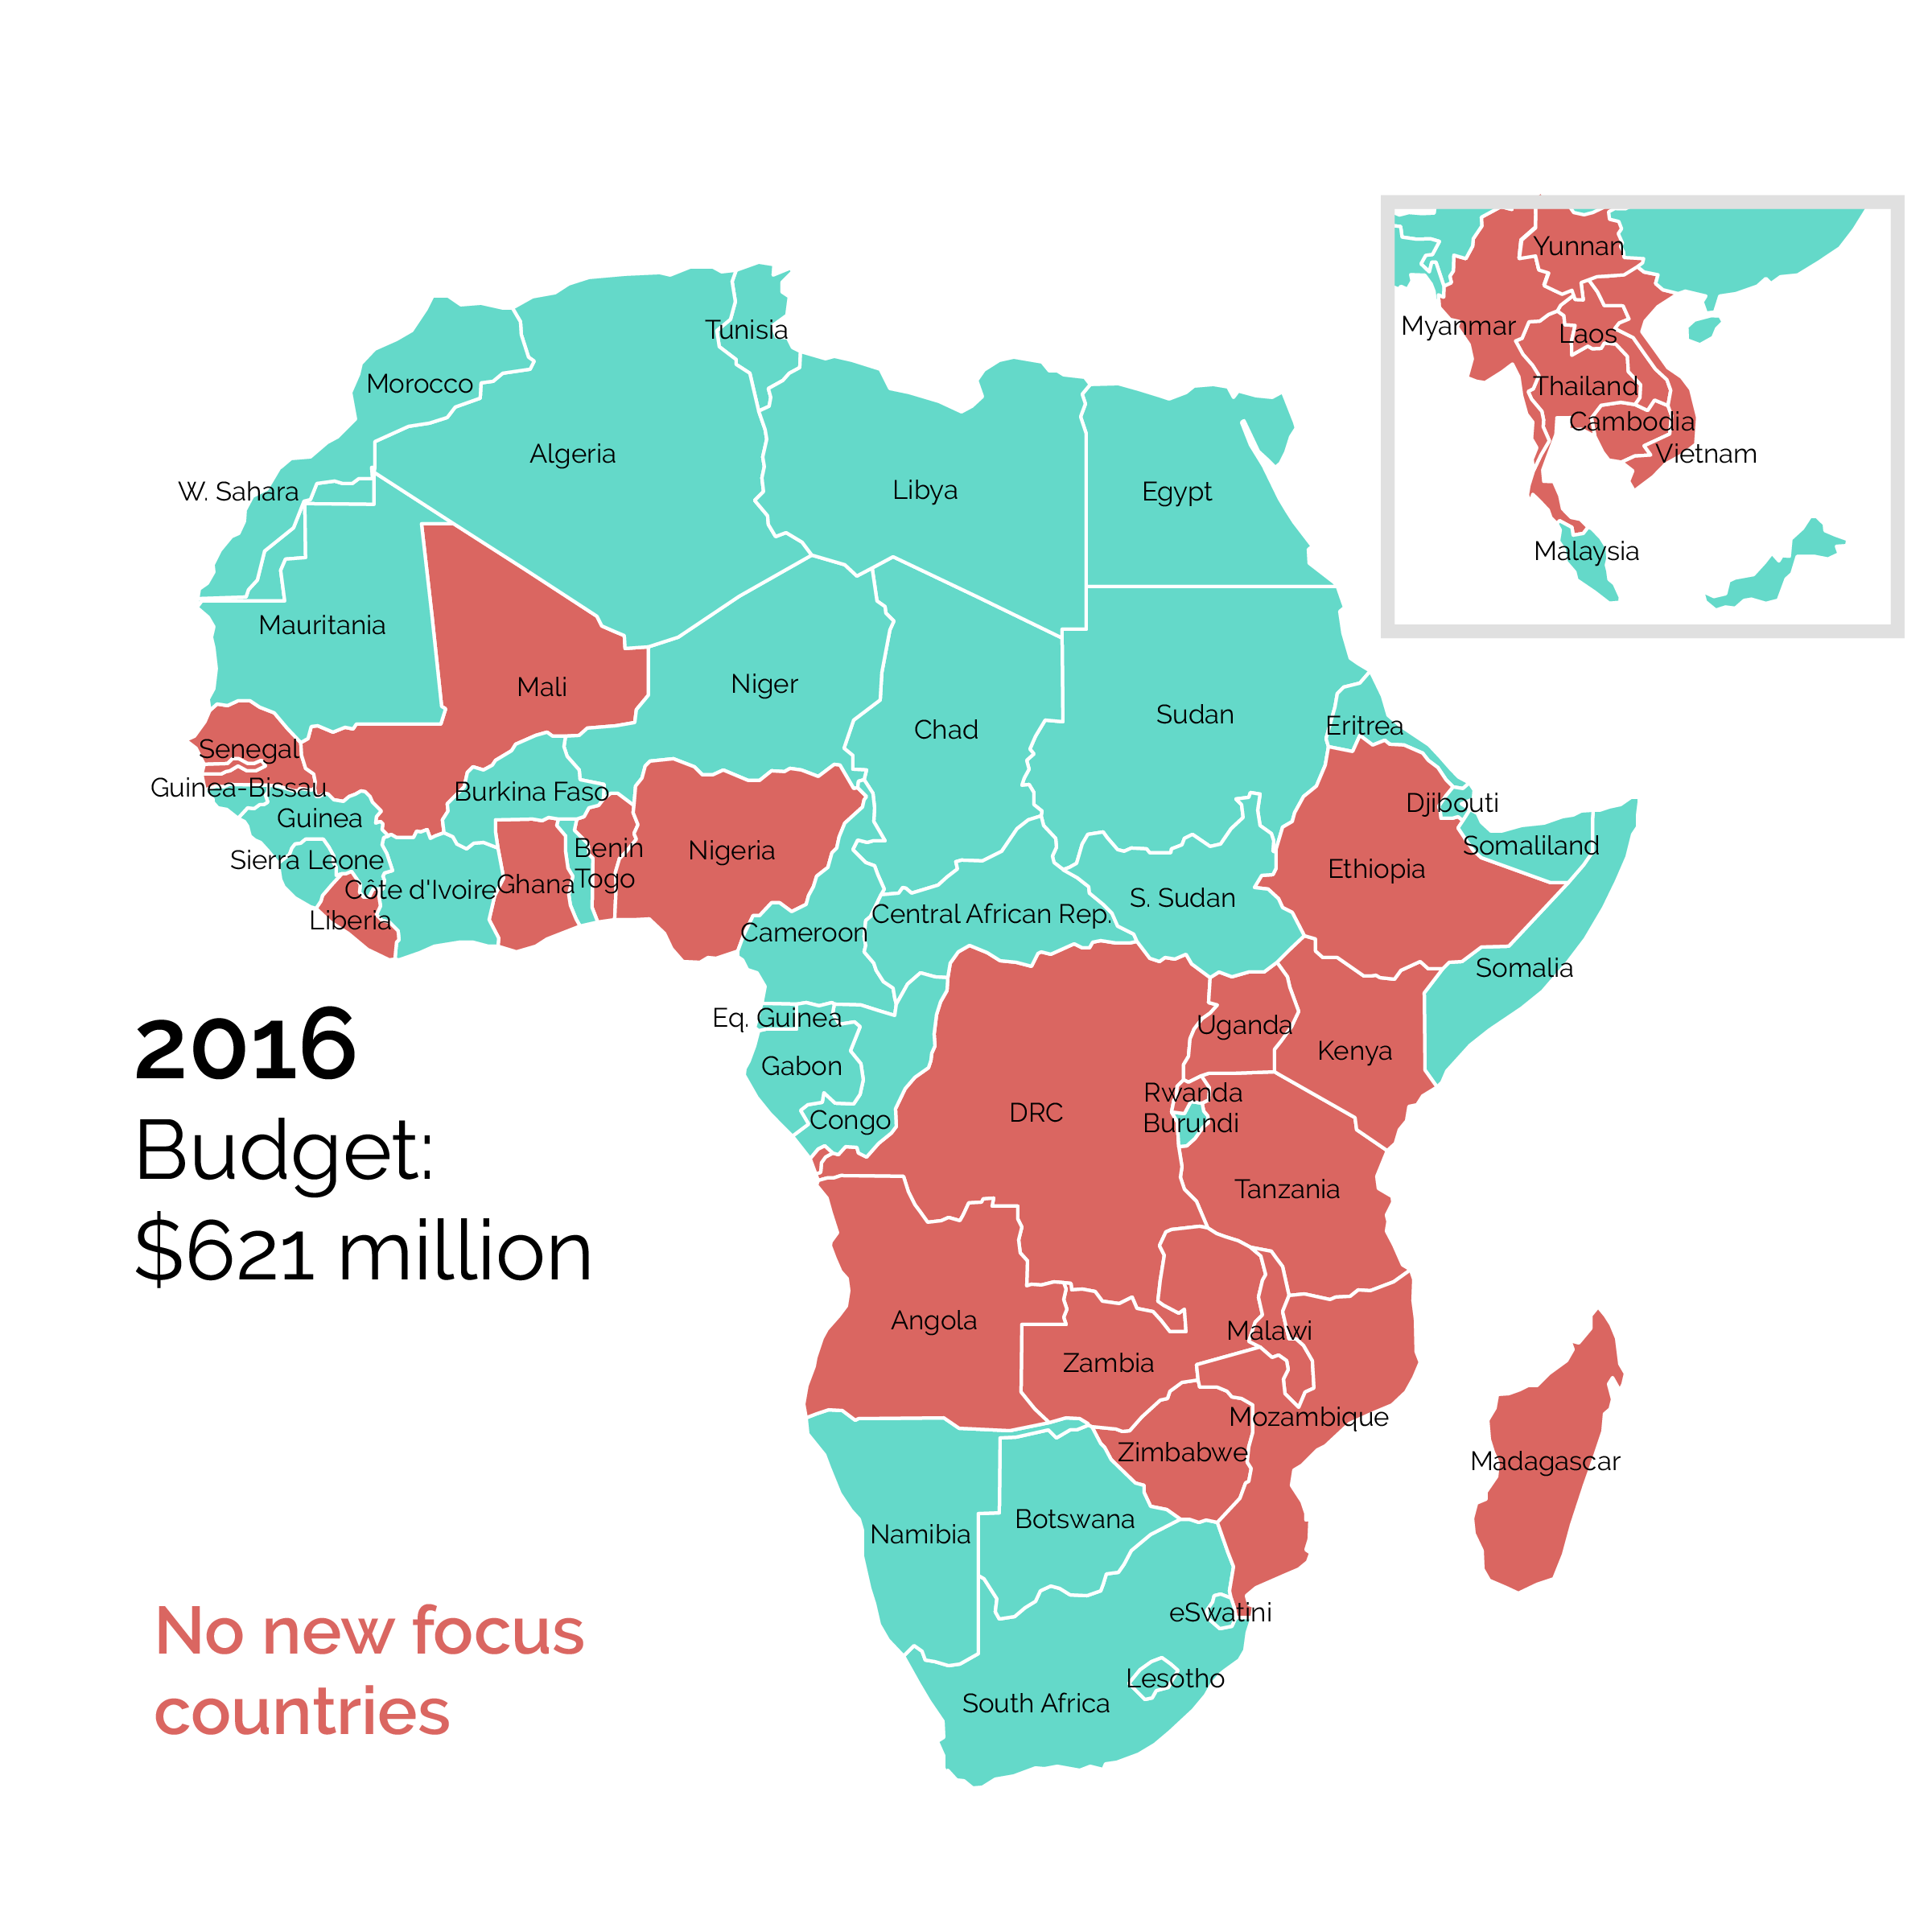 Yunnan
Myanmar
Laos
Thailand
Cambodia
Vietnam
Malaysia
Tunisia
Morocco
Algeria
W. Sahara
Libya
Egypt
Mauritania
Mali
Niger
Chad
Sudan
Eritrea
Senegal
Guinea-Bissau
Burkina Faso
Djibouti
Guinea
Somaliland
Sierra Leone
Benin
Nigeria
Ethiopia
Côte d'Ivoire
Ghana
Togo
S. Sudan
Liberia
Central African Rep.
Cameroon
Somalia
Eq. Guinea
Uganda
Kenya
Gabon
Rwanda
DRC
Congo
Burundi
Tanzania
Angola
Malawi
Zambia
Mozambique
Zimbabwe
Madagascar
Botswana
Namibia
eSwatini
Lesotho
South Africa
2016
Budget:
$621 million
No new focus
countries